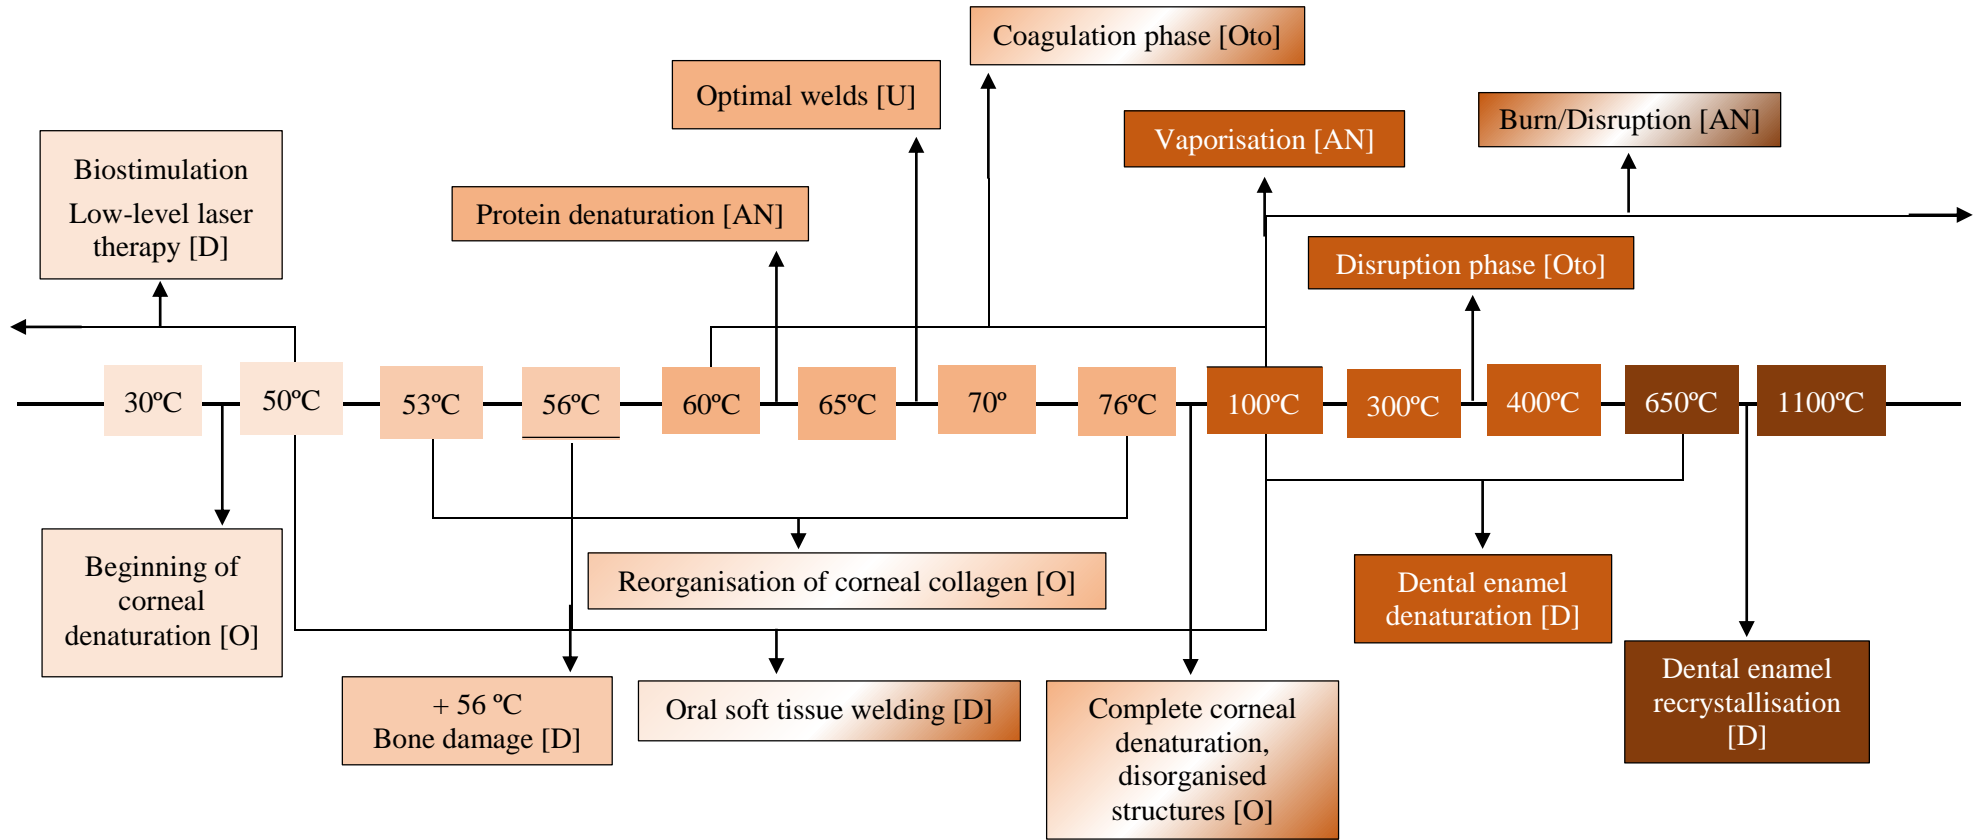 Coagulation phase [Oto]
Optimal welds [U]
Vaporisation [AN]
Burn/Disruption [AN]
Biostimulation
Low-level laser
therapy [D]
Protein denaturation [AN]
Disruption phase [Oto]
30ºC
50ºC
53ºC
56ºC
60ºC
65ºC
70º
76ºC
100ºC
300ºC
400ºC
650ºC
1100ºC
Beginning of
corneal
denaturation [O]
Reorganisation of corneal collagen [O]
Dental enamel
denaturation [D]
+ 56 ºC
Bone damage [D]
Oral soft tissue welding [D]
Complete corneal
denaturation,
disorganised
structures [O]
Dental enamel
recrystallisation
[D]